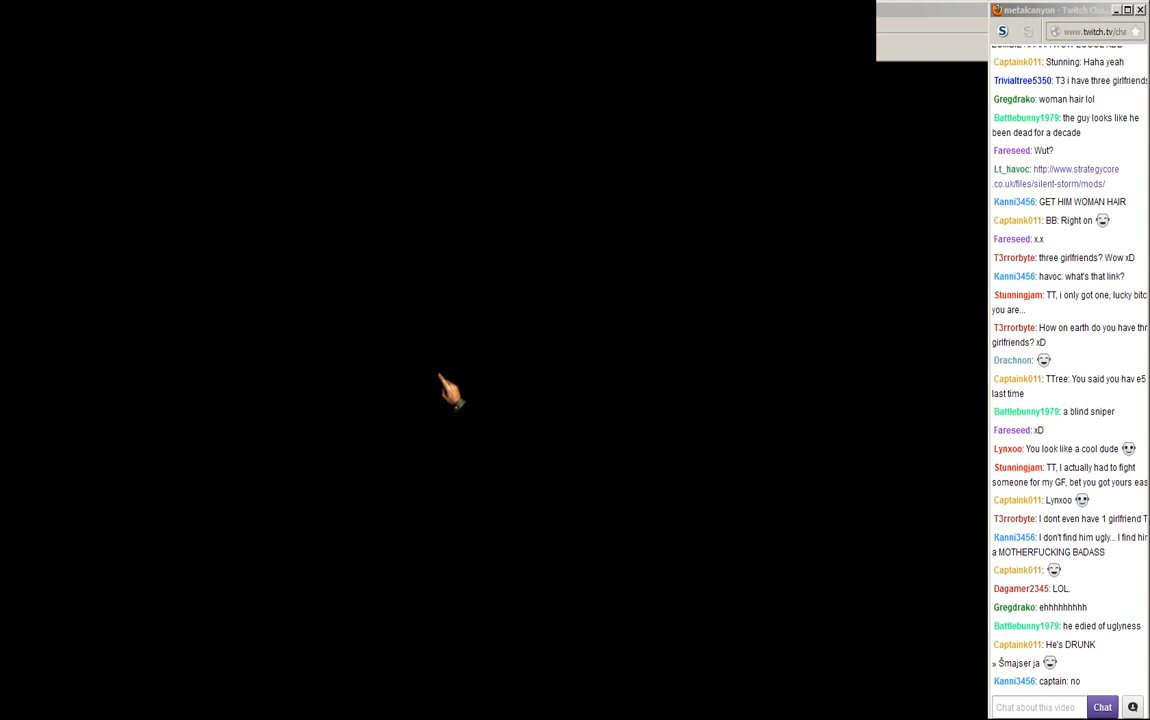 metalcanyon - Twitch Cha...
www.twitch.tv/cha
Captaink011: Stunning: Haha yeah
Trivialtree5350: T3 i have three girlfriends
Gregdrako: woman hair lol
Battlebunny1979: the guy looks like he
been dead for a decade
Fareseed: Wut?
Lt_havoc: http://www.strategycore
.co.uk/files/silent-storm/mods/
Kanni3456: GET HIM WOMAN HAIR
Captaink011: BB: Right on
Fareseed: x.x
T3rrorbyte: three girlfriends? Wow xD
Kanni3456: havoc: what's that link?
Stunningjam: TT, i only got one, lucky bitc
you are...
T3rrorbyte: How on earth do you have thr
girlfriends? xD
Drachnon:
Captaink011: TTree: You said you hav e5
last time
Battlebunny1979: a blind sniper
Fareseed: xD
Lynxoo: You look like a cool dude
Stunningjam: TT, I actually had to fight
someone for my GF, bet you got yours eas
Captaink011: Lynxoo
T3rrorbyte: I dont even have 1 girlfriend T
Kanni3456: I don't find him ugly... I find hi
a MOTHERFUCKING BADASS
Captaink011:
Dagamer2345: LOL.
Gregdrako: ehhhhhhhhh
Battlebunny1979: he edied of uglyness
Captaink011: He's DRUNK
» Šmajser ja
Kanni3456: captain: no
Chat about this video
Chat